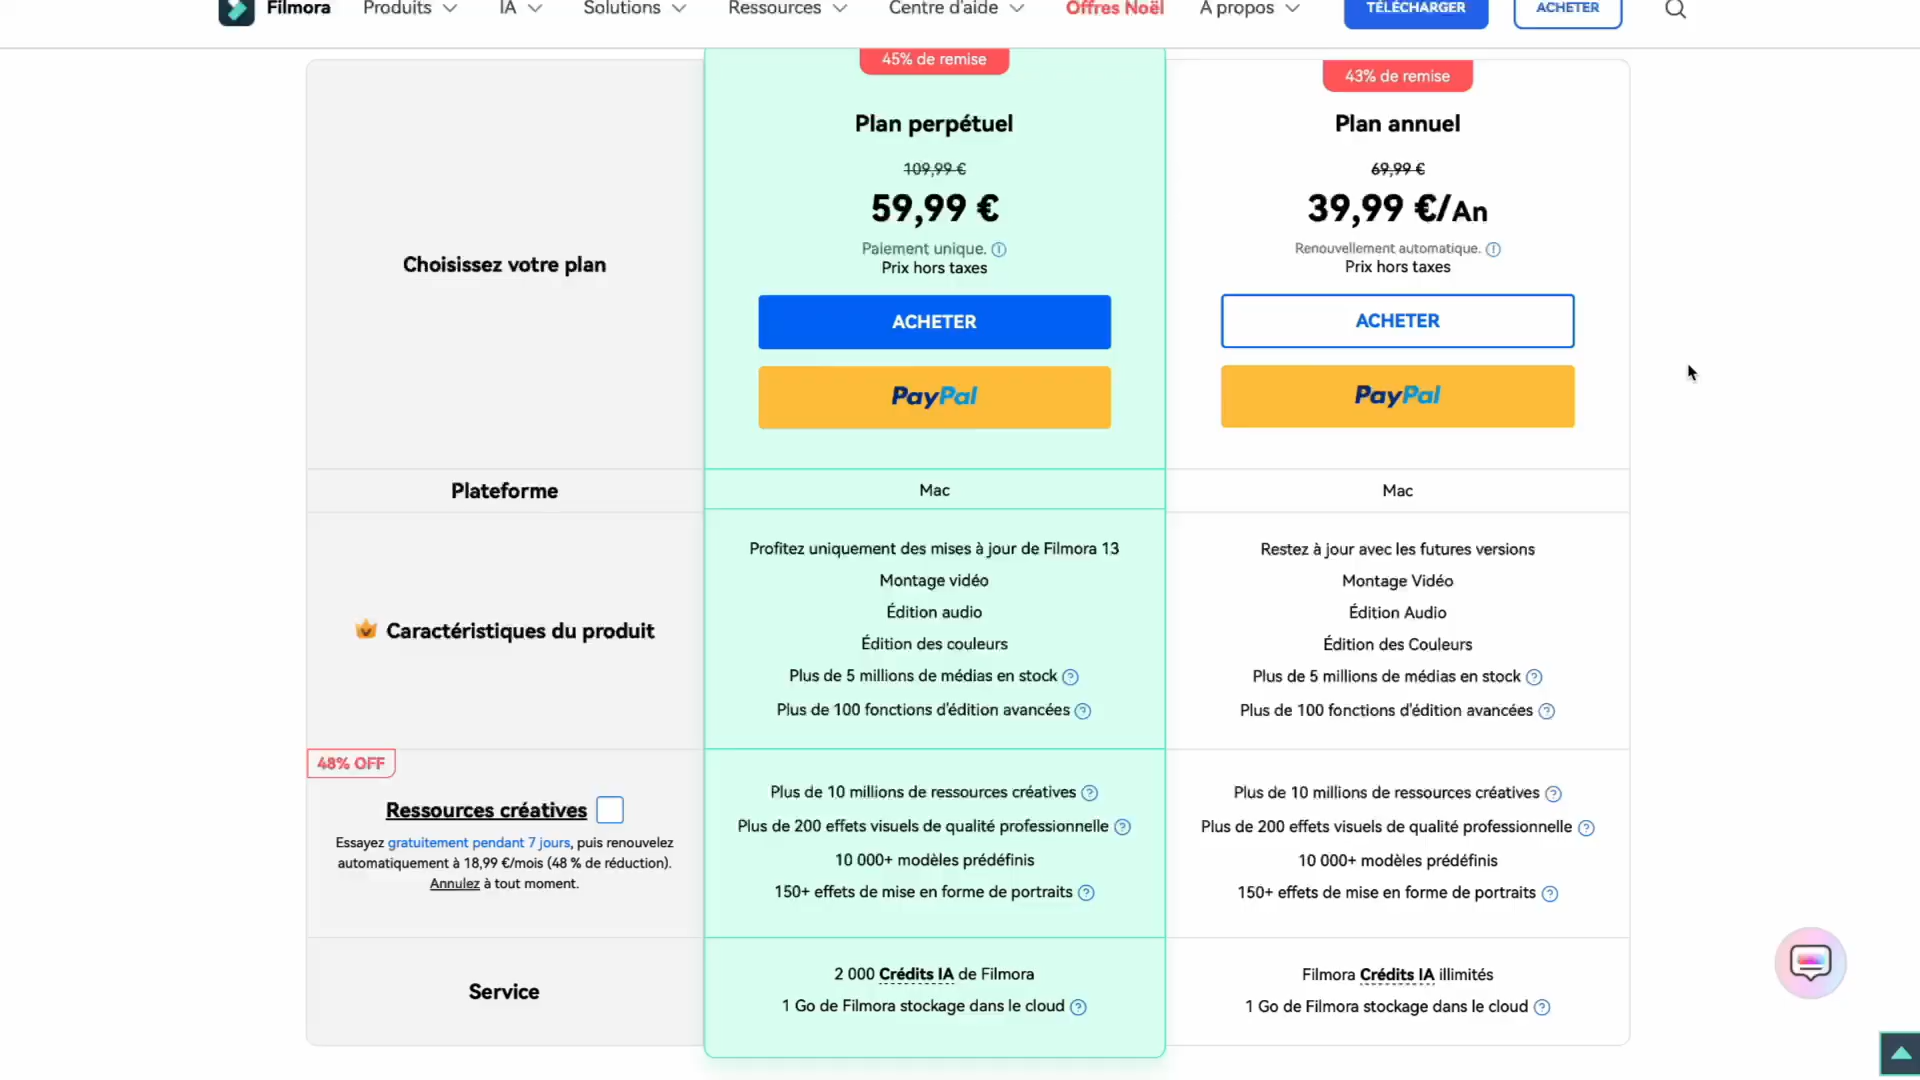 Filmora
Produits
IA
Solutions
Ressources
Centre d'aide
Offres Noël
À propos
TÉLÉCHARGER
ACHETER
45% de remise
43% de remise
Choisissez votre plan
Plan perpétuel
109,99 €
59,99 €
Paiement unique.
Prix hors taxes
ACHETER
PayPal
Plan annuel
69,99 €
39,99 €/An
Renouvellement automatique.
Prix hors taxes
ACHETER
PayPal
Plateforme
Mac
Mac
Caractéristiques du produit
Profitez uniquement des mises à jour de Filmora 13
Montage vidéo
Édition audio
Édition des couleurs
Plus de 5 millions de médias en stock
Plus de 100 fonctions d'édition avancées
Restez à jour avec les futures versions
Montage Vidéo
Édition Audio
Édition des Couleurs
Plus de 5 millions de médias en stock
Plus de 100 fonctions d'édition avancées
48% OFF
Ressources créatives
Essayez gratuitement pendant 7 jours, puis renouvelez
automatiquement à 18,99 €/mois (48 % de réduction).
Annulez à tout moment.
Plus de 10 millions de ressources créatives
Plus de 200 effets visuels de qualité professionnelle
10 000+ modèles prédéfinis
150+ effets de mise en forme de portraits
Plus de 10 millions de ressources créatives
Plus de 200 effets visuels de qualité professionnelle
10 000+ modèles prédéfinis
150+ effets de mise en forme de portraits
Service
2 000 Crédits IA de Filmora
1 Go de Filmora stockage dans le cloud
Filmora Crédits IA illimités
1 Go de Filmora stockage dans le cloud